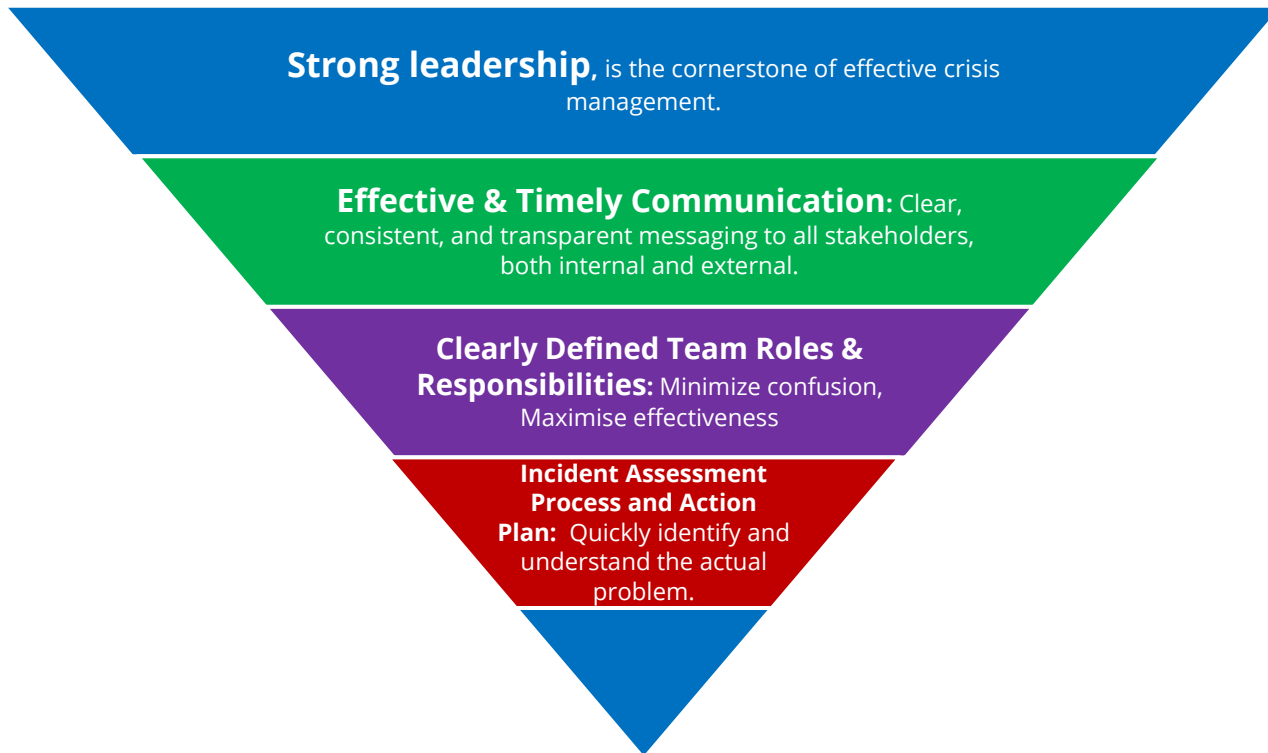 Strong leadership, is the cornerstone of effective crisis
management.
Effective & Timely Communication: Clear,
consistent, and transparent messaging to all stakeholders,
both internal and external.
Clearly Defined Team Roles &
Responsibilities: Minimize confusion,
Maximise effectiveness
Incident Assessment
Process and Action
Plan: Quickly identify and
understand the actual
problem.